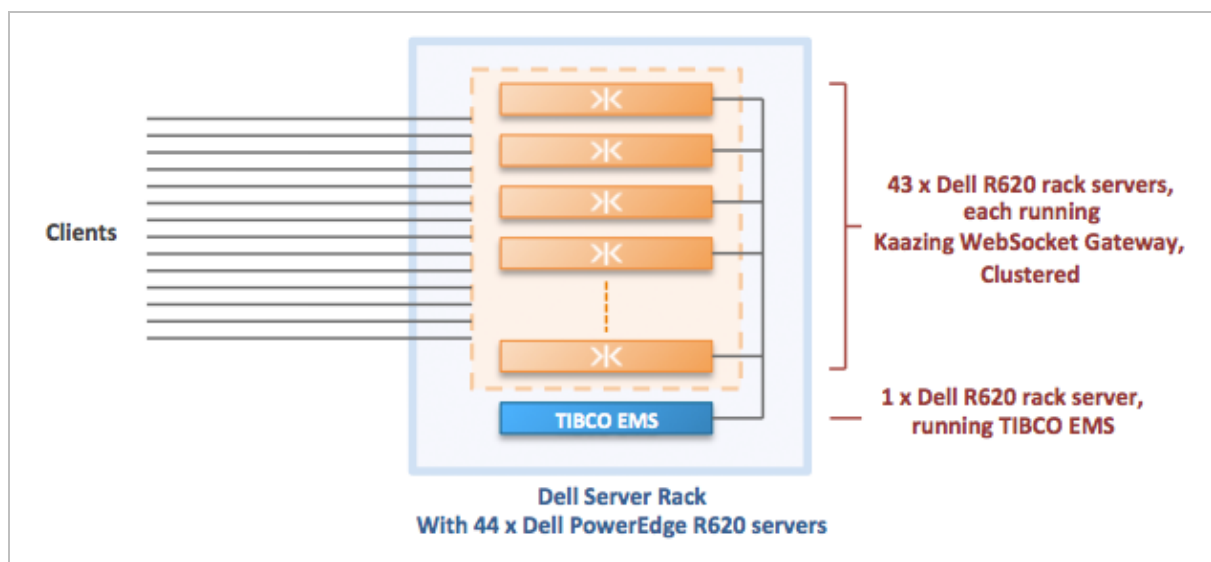 Clients
43 x Dell R620 rack servers,
each running
Kaazing WebSocket Gateway,
Clustered
TIBCO EMS
1 x Dell R620 rack server,
running TIBCO EMS
Dell Server Rack
With 44 x Dell PowerEdge R620 servers